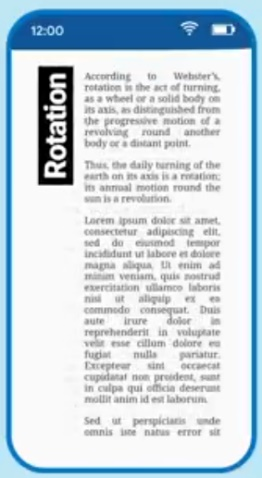 12:00
Rotation
According to Webster's,
rotation is the act of turning,
as a wheel or a solid body on
its axis, as distinguished from
the progressive motion of a
revolving round another
body or a distant point.
Thus, the daily turning of the
earth on its axis is a rotation;
its annual motion round the
sun is a revolution.
Lorem ipsum dolor sit amet,
consectetur adipiscing elit,
sed do eiusmod tempor
incididunt ut labore et dolore
magna aliqua. Ut enim ad
minim veniam, quis nostrud
exercitation ullamco laboris
nisi ut aliquip ex ea
commodo consequat. Duis
aute irure dolor in
reprehenderit in voluptate
velit esse cillum dolore eu
fugiat nulla pariatur.
Excepteur sint occaecat
cupidatat non proident, sunt
in culpa qui officia deserunt
mollit anim id est laborum.
Sed ut perspiciatis unde
omnis iste natus error sit